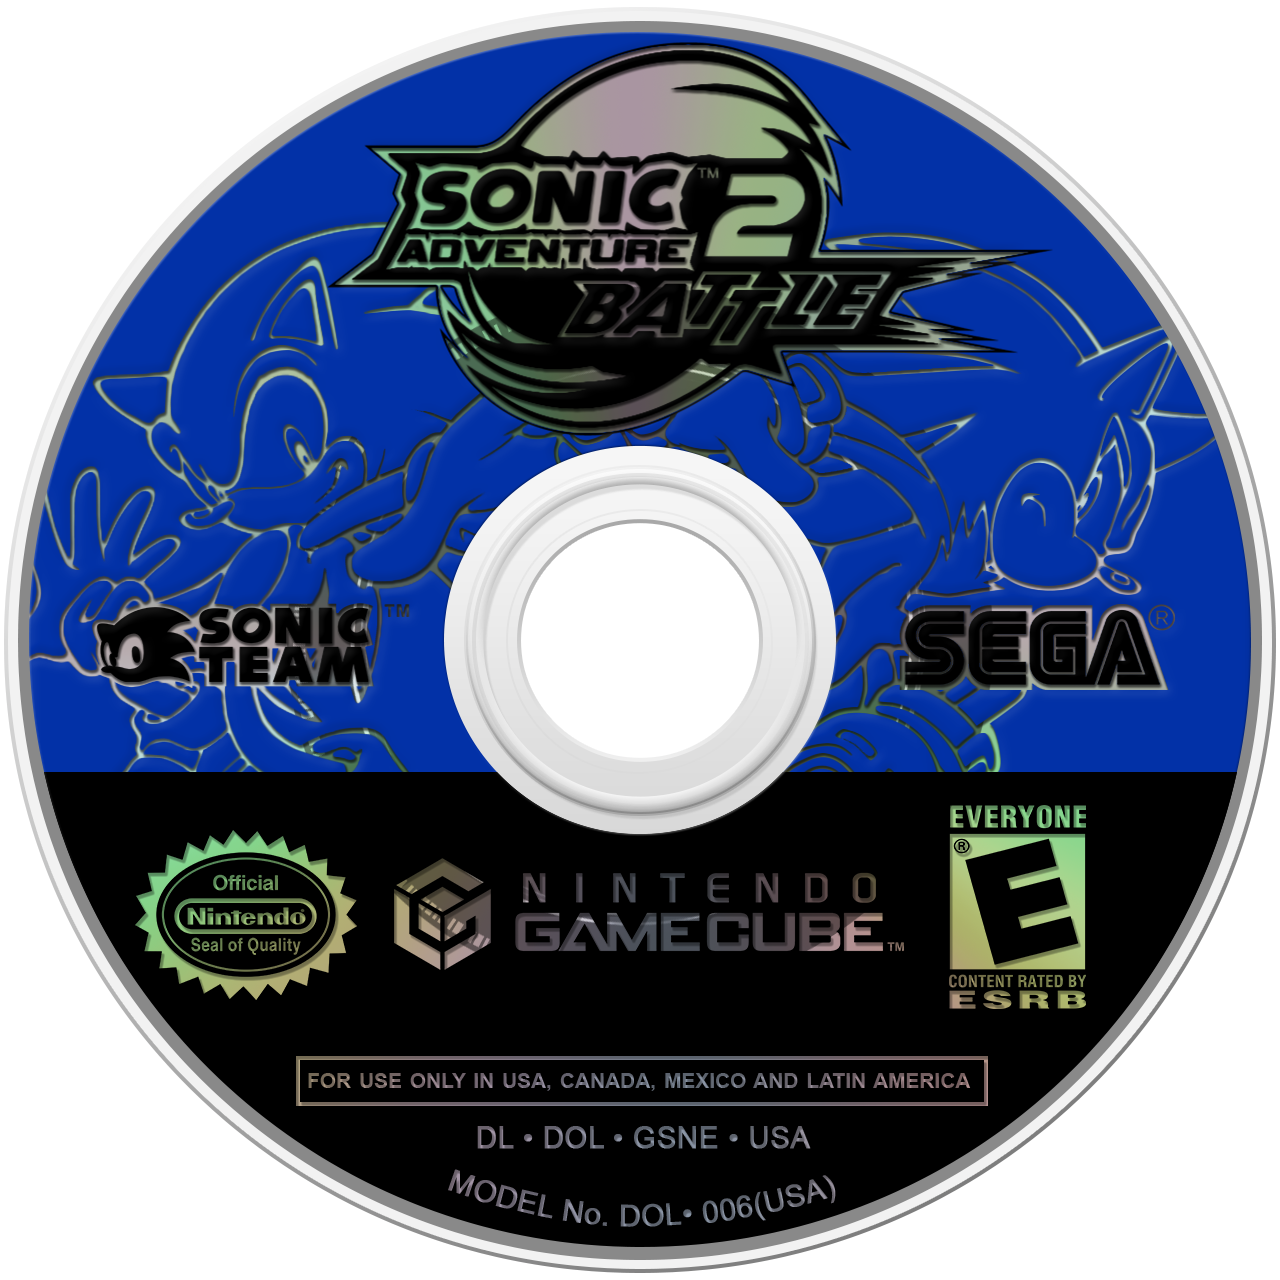 SONIC™
ADVENTURE 2
BATTLE
SONIC
TEAM™
SEGA®
EVERYONE
E®
CONTENT RATED BY
ESRB
Official
Nintendo®
Seal of Quality
NINTENDO
GAMECUBE™
FOR USE ONLY IN USA, CANADA, MEXICO AND LATIN AMERICA
DL • DOL • GSNE • USA
MODEL No. DOL• 006(USA)